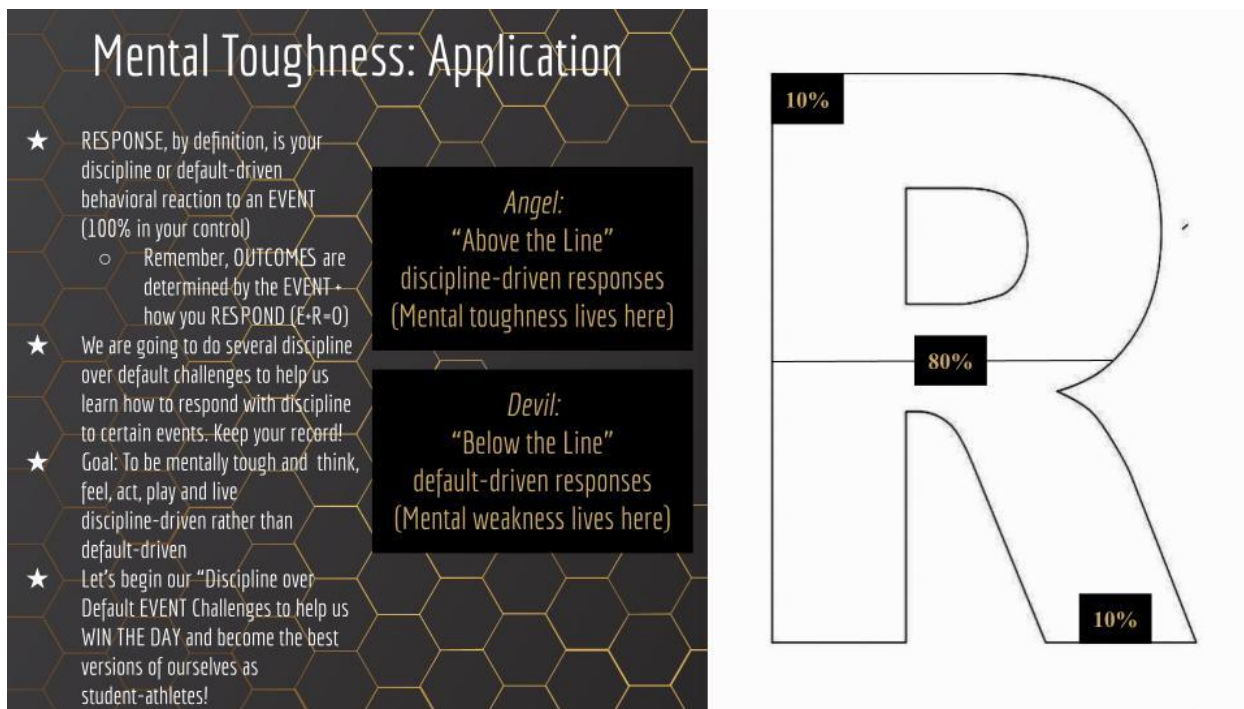 Mental Toughness: Application
★ RESPONSE, by definition, is your
discipline or default-driven
behavioral reaction to an EVENT
(100% in your control)
○ Remember, OUTCOMES are
determined by the EVENT +
how you RESPOND (E+R=O)
★ We are going to do several discipline
over default challenges to help us
learn how to respond with discipline
to certain events. Keep your record!
★ Goal: To be mentally tough and think,
feel, act, play and live
discipline-driven rather than
default-driven
★ Let's begin our “Discipline over
Default EVENT Challenges to help us
WIN THE DAY and become the best
versions of ourselves as
student-athletes!
Angel:
“Above the Line”
discipline-driven responses
(Mental toughness lives here)
Devil:
“Below the Line”
default-driven responses
(Mental weakness lives here)
R
10%
80%
10%